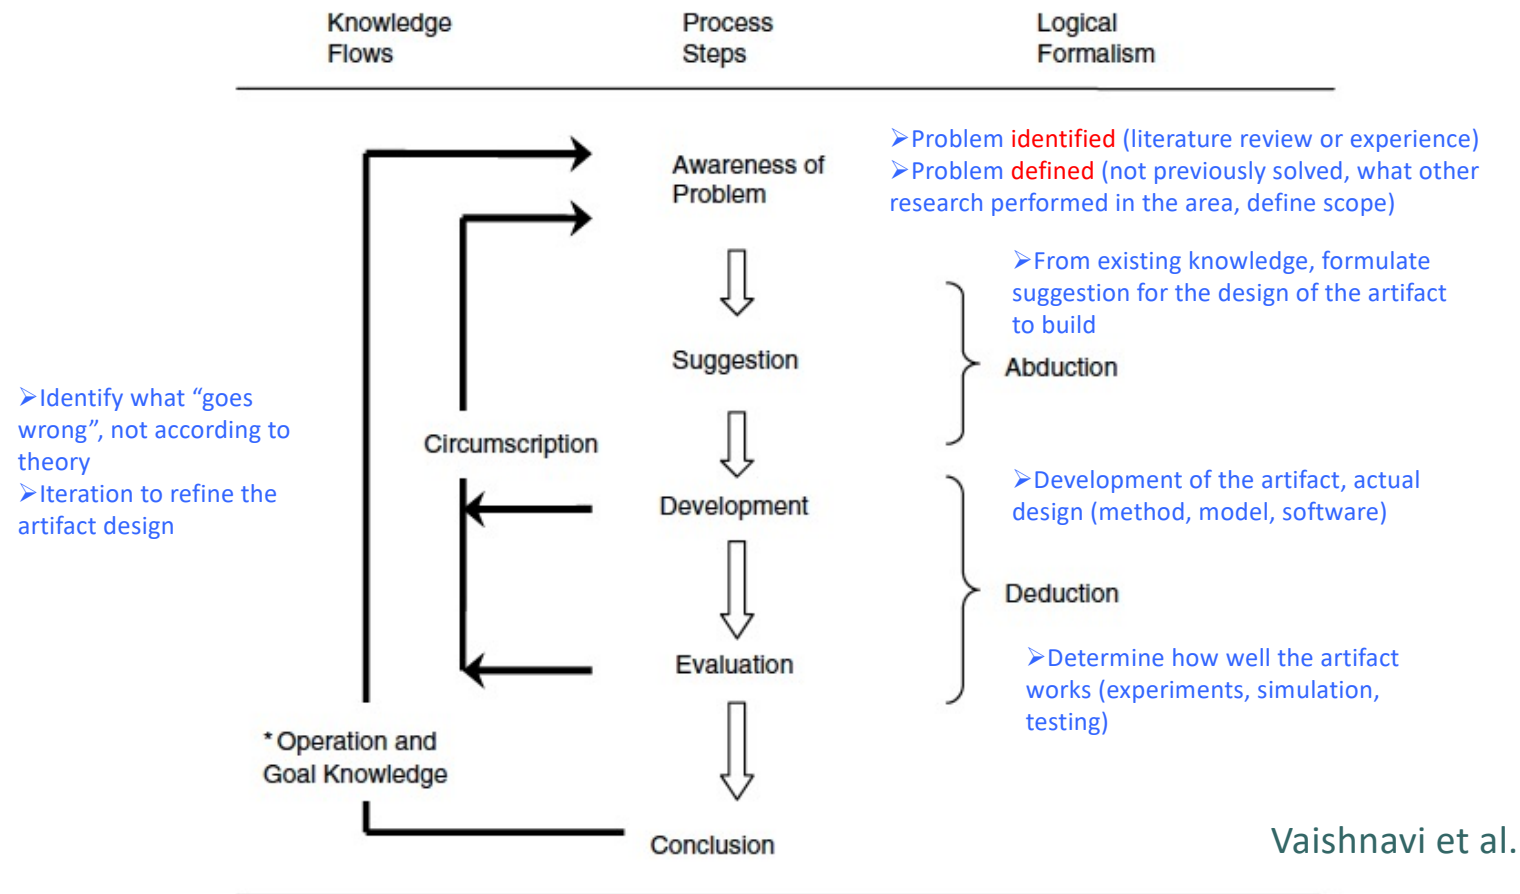 Knowledge
Flows
Process
Steps
Logical
Formalism
Awareness of
Problem
➢Problem identified (literature review or experience)
➢Problem defined (not previously solved, what other
research performed in the area, define scope)
➢From existing knowledge, formulate
suggestion for the design of the artifact
to build
Suggestion
Abduction
➢Identify what “goes
wrong”, not according to
theory
➢Iteration to refine the
artifact design
Circumscription
Development
➢Development of the artifact, actual
design (method, model, software)
Deduction
Evaluation
➢Determine how well the artifact
works (experiments, simulation,
testing)
* Operation and
Goal Knowledge
Conclusion
Vaishnavi et al.